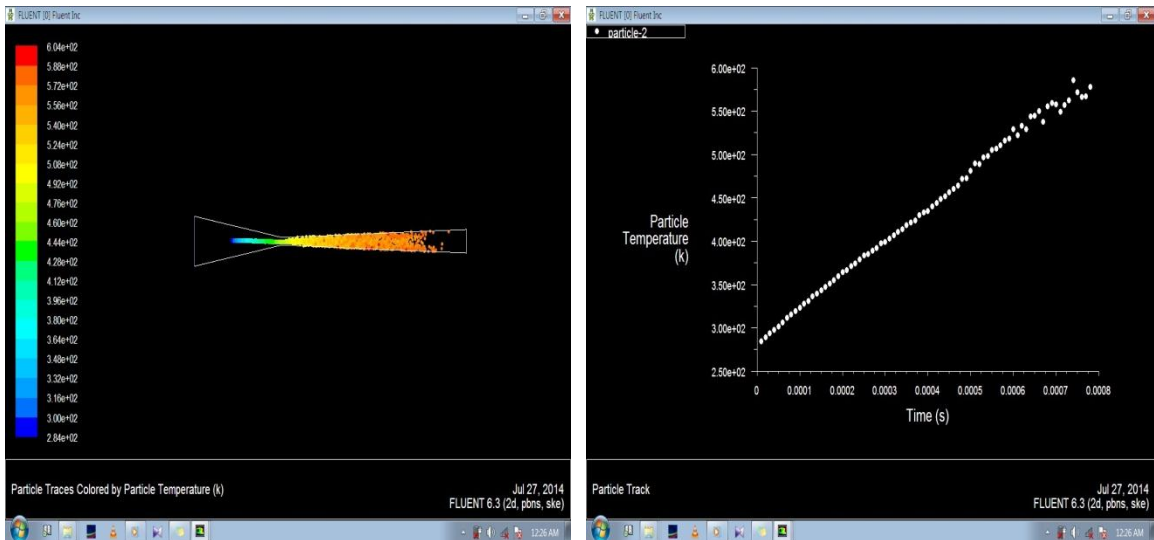 FLUENT [0] Fluent Inc
6.04e+02
5.88e+02
5.72e+02
5.56e+02
5.40e+02
5.24e+02
5.08e+02
4.92e+02
4.76e+02
4.60e+02
4.44e+02
4.28e+02
4.12e+02
3.96e+02
3.80e+02
3.64e+02
3.48e+02
3.32e+02
3.16e+02
3.00e+02
2.84e+02
Particle Traces Colored by Particle Temperature (k)
Jul 27, 2014
FLUENT 6.3 (2d, pbns, ske)
12:26 AM
FLUENT [0] Fluent Inc
particle-2
6.00e+02
5.50e+02
5.00e+02
4.50e+02
4.00e+02
3.50e+02
3.00e+02
2.50e+02
Particle
Temperature
(k)
0 0.0001 0.0002 0.0003 0.0004 0.0005 0.0006 0.0007 0.0008
Time (s)
Particle Track
Jul 27, 2014
FLUENT 6.3 (2d, pbns, ske)
12:26 AM